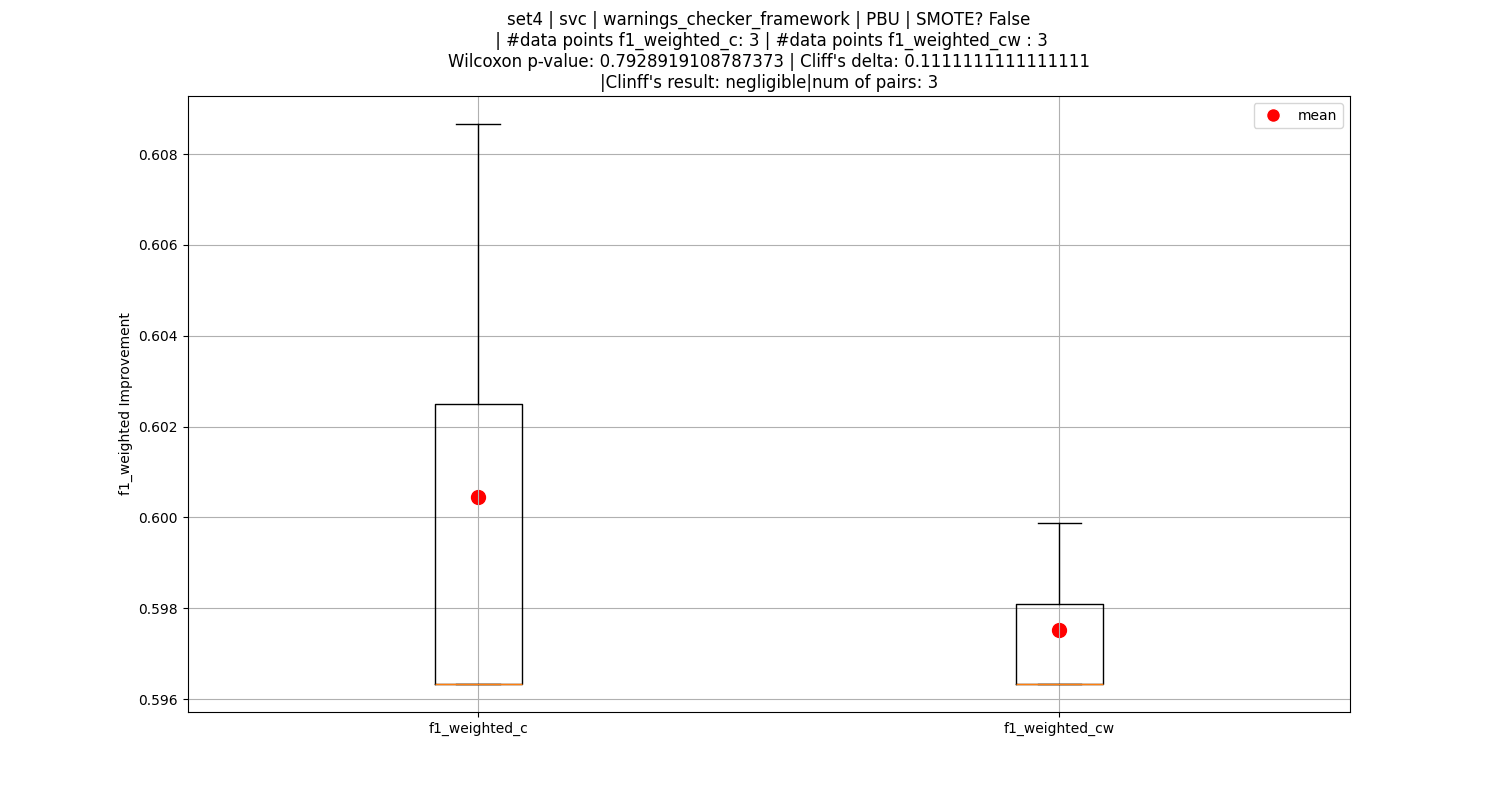 set4 | svc | warnings_checker_framework | PBU | SMOTE? False
| #data points f1_weighted_c: 3 | #data points f1_weighted_cw : 3
Wilcoxon p-value: 0.7928919108787373 | Cliff's delta: 0.1111111111111111
|Clinff's result: negligible|num of pairs: 3
mean
0.608
0.606
0.604
0.602
0.600
0.598
0.596
f1_weighted Improvement
f1_weighted_c
f1_weighted_cw